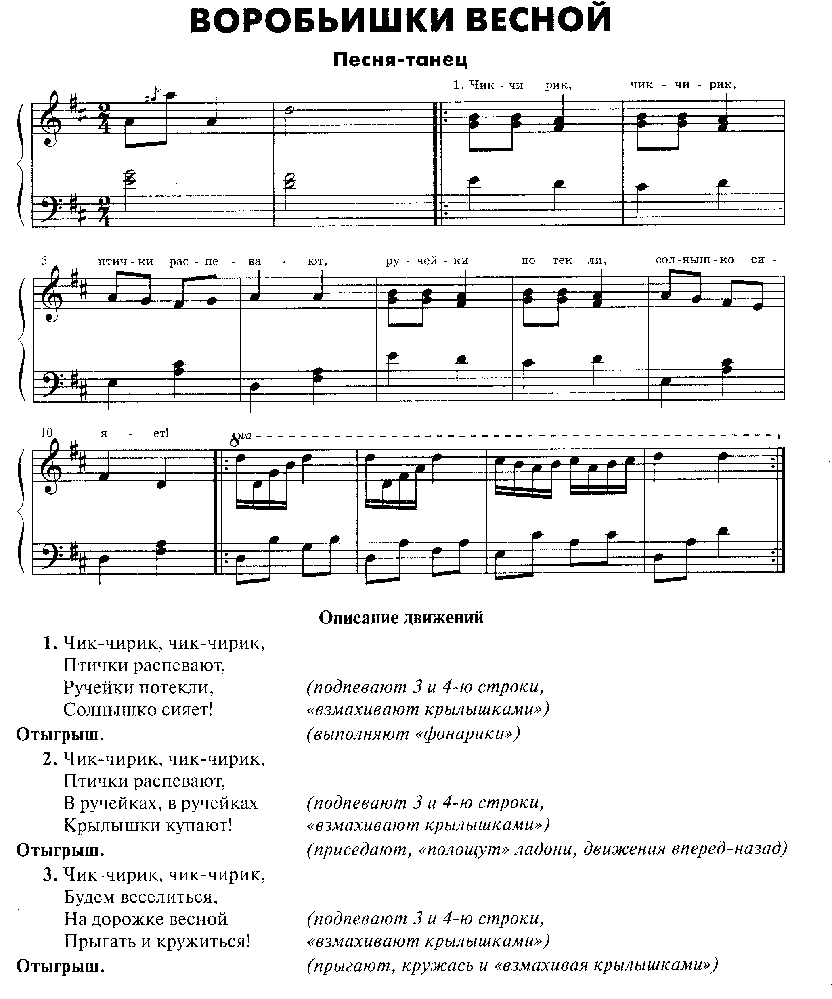 ВОРОБЬИШКИ ВЕСНОЙ
Песня-танец
1. Чик - чи - рик, чик - чи - рик,
5 птич - ки рас - пе - ва - ют, ру - чей - ки по - тек - ли, сол - ныш - ко си -
10 я - ет! 8va
Описание движений
1. Чик-чирик, чик-чирик,
Птички распевают,
Ручейки потекли, (подпевают 3 и 4-ю строки,
Солнышко сияет! «взмахивают крылышками»)
Отыгрыш. (выполняют «фонарики»)
2. Чик-чирик, чик-чирик,
Птички распевают,
В ручейках, в ручейках (подпевают 3 и 4-ю строки,
Крылышки купают! «взмахивают крылышками»)
Отыгрыш. (приседают, «полощут» ладони, движения вперед-назад)
3. Чик-чирик, чик-чирик,
Будем веселиться,
На дорожке весной (подпевают 3 и 4-ю строки,
Прыгать и кружиться! «взмахивают крылышками»)
Отыгрыш. (прыгают, кружась и «взмахивая крылышками»)